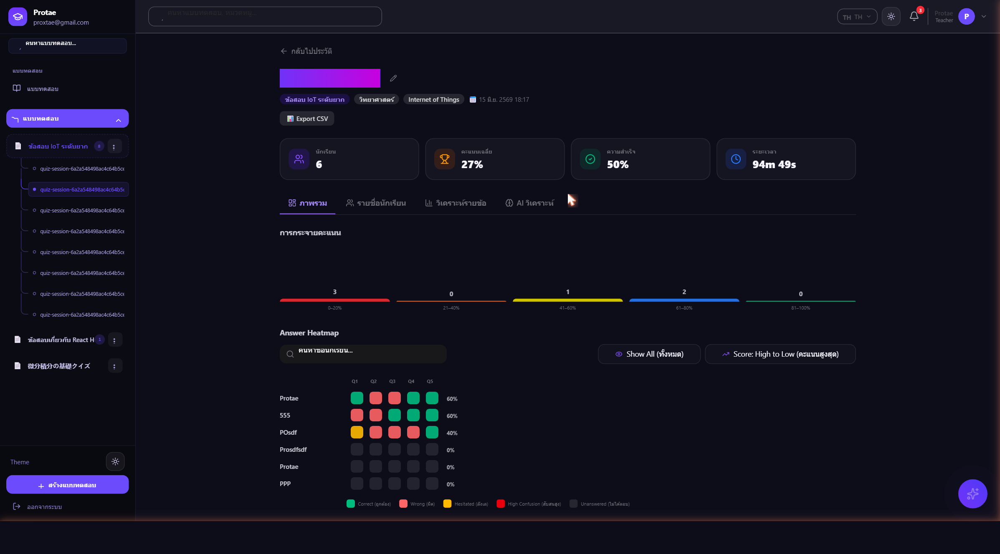 Protae
proxtae@gmail.com
ค้นหาแบบทดสอบ...
แบบทดสอบ
แบบทดสอบ
แบบทดสอบ
ข้อสอบ IoT ระดับยาก 8
quiz-session-6a2a548498ac4c64b5ce
quiz-session-6a2a548498ac4c64b5c
quiz-session-6a2a548498ac4c64b5ce
quiz-session-6a2a548498ac4c64b5ce
quiz-session-6a2a548498ac4c64b5ce
quiz-session-6a2a548498ac4c64b5ce
quiz-session-6a2a548498ac4c64b5ce
quiz-session-6a2a548498ac4c64b5ce
ข้อสอบเกี่ยวกับ React H 1
微分積分の基礎クイズ
Theme
+ สร้างแบบทดสอบ
ออกจากระบบ
ค้นหาแบบทดสอบ, หมวดหมู่...
TH TH
3
Protae
Teacher
P
← กลับไปประวัติ
ข้อสอบ IoT ระดับยาก วิทยาศาสตร์ Internet of Things 15 มิ.ย. 2569 18:17
Export CSV
นักเรียน
6
คะแนนเฉลี่ย
27%
ความสำเร็จ
50%
ระยะเวลา
94m 49s
ภาพรวม รายชื่อนักเรียน วิเคราะห์รายข้อ AI วิเคราะห์
การกระจายคะแนน
3 0 1 2 0
0–20% 21–40% 41–60% 61–80% 81–100%
Answer Heatmap
ค้นหาชื่อนักเรียน...
Show All (ทั้งหมด)
Score: High to Low (คะแนนสูงสุด)
Q1 Q2 Q3 Q4 Q5
Protae 60%
555 60%
POsdf 40%
Prosdfsdf 0%
Protae 0%
PPP 0%
Correct (ถูกต้อง) Wrong (ผิด) Hesitated (ลังเล) High Confusion (สับสนสูง) Unanswered (ไม่ได้ตอบ)